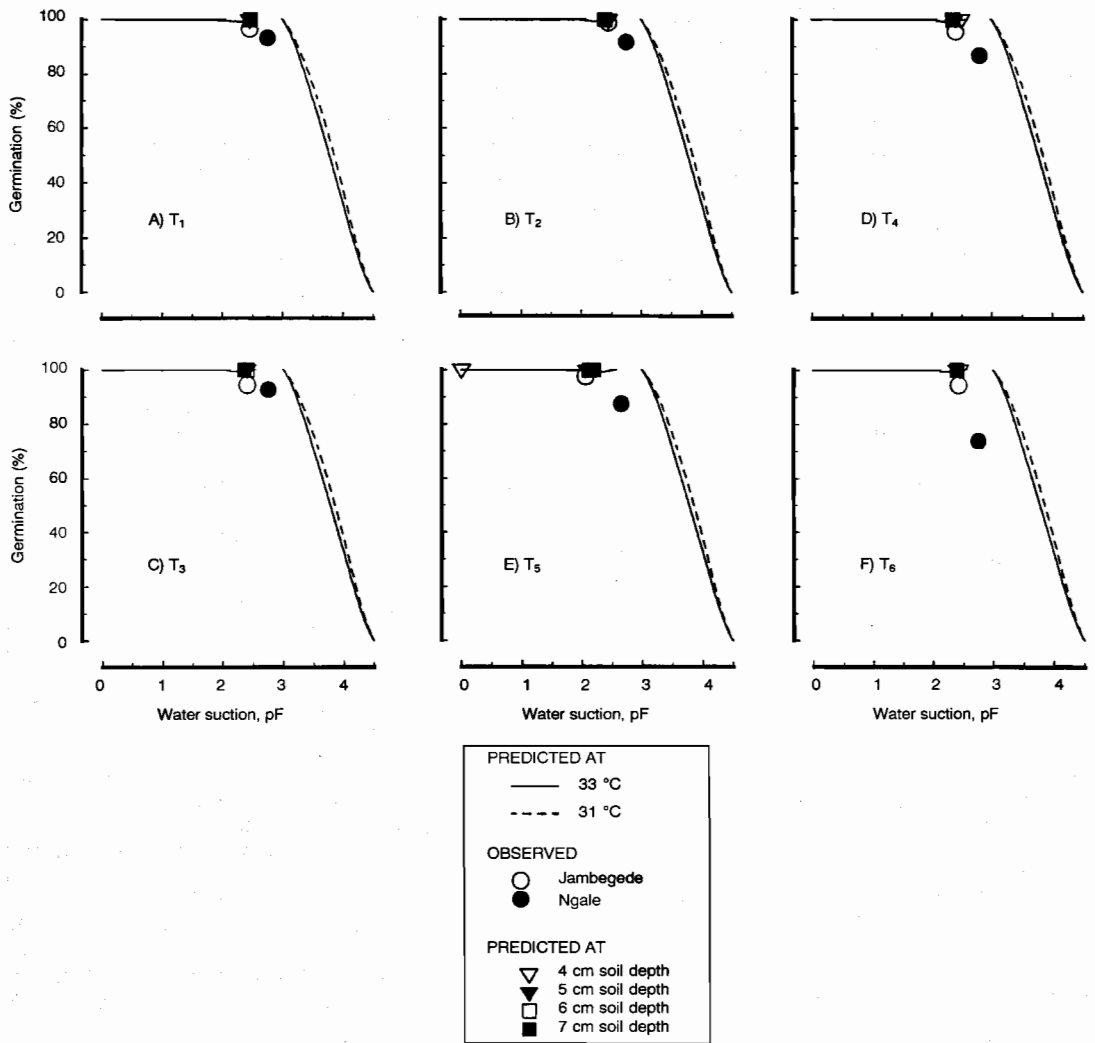 Germination (%)
100
80
60
40
20
0
A) T₁
B) T₂
D) T₄
Germination (%)
100
80
60
40
20
0
C) T₃
E) T₅
F) T₆
0 1 2 3 4
0 1 2 3 4
0 1 2 3 4
Water suction, pF
Water suction, pF
Water suction, pF
PREDICTED AT
33 °C
31 °C
OBSERVED
Jambegede
Ngale
PREDICTED AT
4 cm soil depth
5 cm soil depth
6 cm soil depth
7 cm soil depth